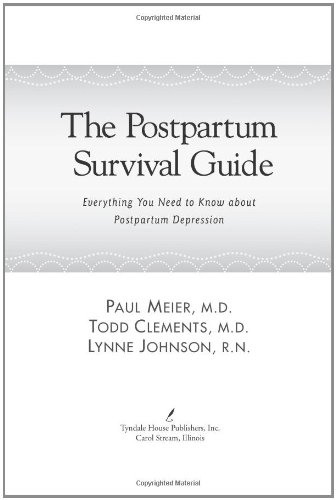 Copyrighted Material
The Postpartum
Survival Guide
Everything You Need to Know about
Postpartum Depression
PAUL MEIER, M.D.
TODD CLEMENTS, M.D.
LYNNE JOHNSON, R.N.
Tyndale House Publishers, Inc.
Carol Stream, Illinois
Copyrighted Material